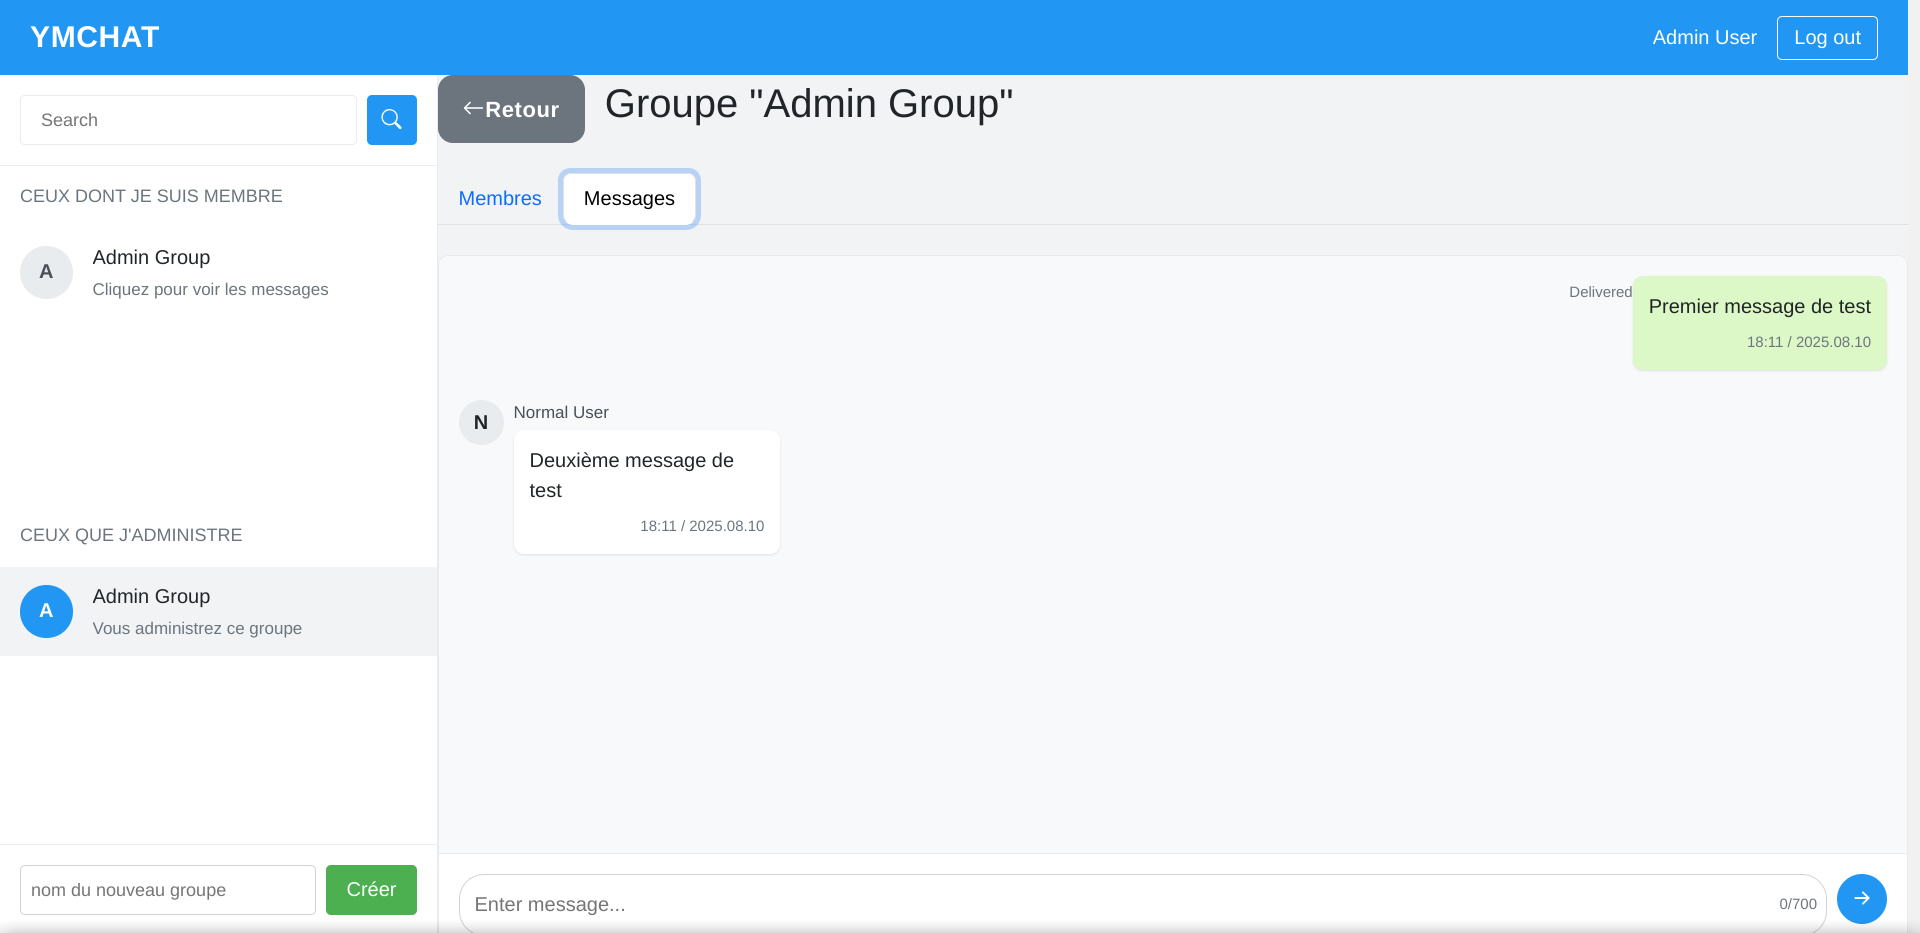 YMCHAT
Admin User
Log out
Search
CEUX DONT JE SUIS MEMBRE
A
Admin Group
Cliquez pour voir les messages
CEUX QUE J'ADMINISTRE
A
Admin Group
Vous administrez ce groupe
nom du nouveau groupe
Créer
Retour
Groupe "Admin Group"
Membres
Messages
Delivered
Premier message de test
18:11 / 2025.08.10
N
Normal User
Deuxième message de
test
18:11 / 2025.08.10
Enter message...
0/700